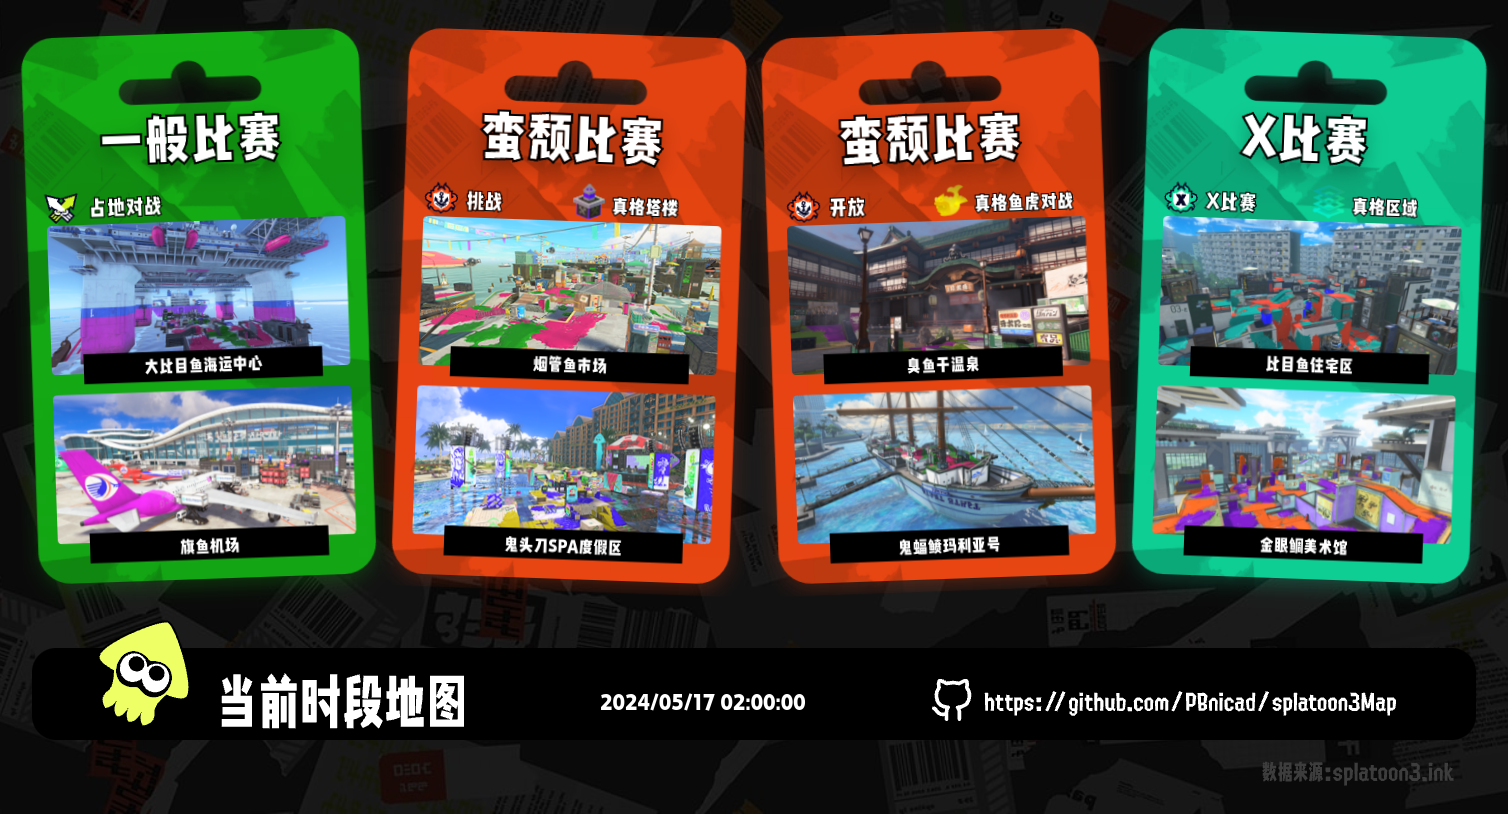 一般比赛
占地对战
大比目鱼海运中心
旗鱼机场
蛮颓比赛
挑战 真格塔楼
烟管鱼市场
鬼头刀SPA度假区
蛮颓比赛
开放 真格鱼虎对战
臭鱼干温泉
鬼蝠鲼玛利亚号
X比赛
X比赛 真格区域
比目鱼住宅区
金眼鲷美术馆
当前时段地图
2024/05/17 02:00:00
https://github.com/PBnicad/splatoon3Map
数据来源:splatoon3.ink